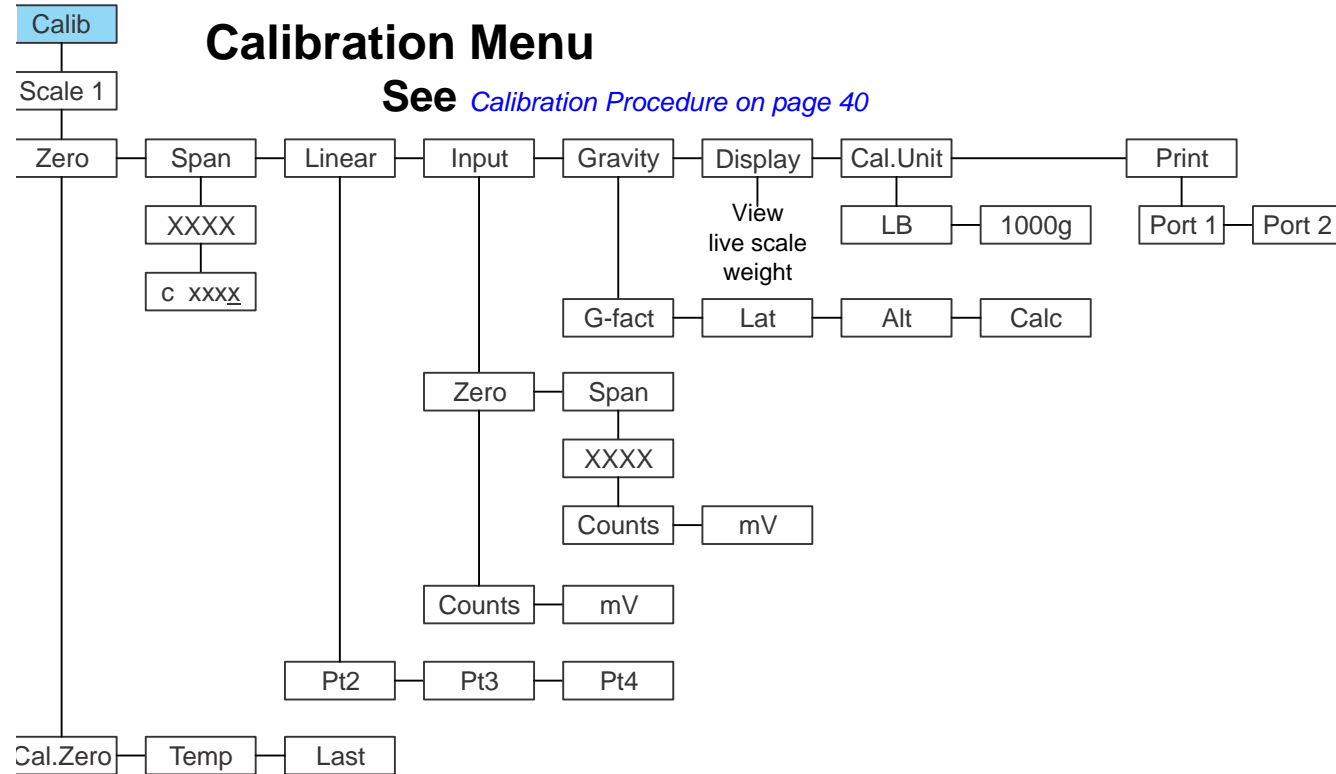 Calib
Calibration Menu
Scale 1
See Calibration Procedure on page 40
Zero Span Linear Input Gravity Display Cal.Unit Print
XXXX
View
live scale
weight
LB 1000g Port 1 Port 2
c xxxx
G-fact Lat Alt Calc
Zero Span
XXXX
Counts mV
Counts mV
Pt2 Pt3 Pt4
Cal.Zero Temp Last